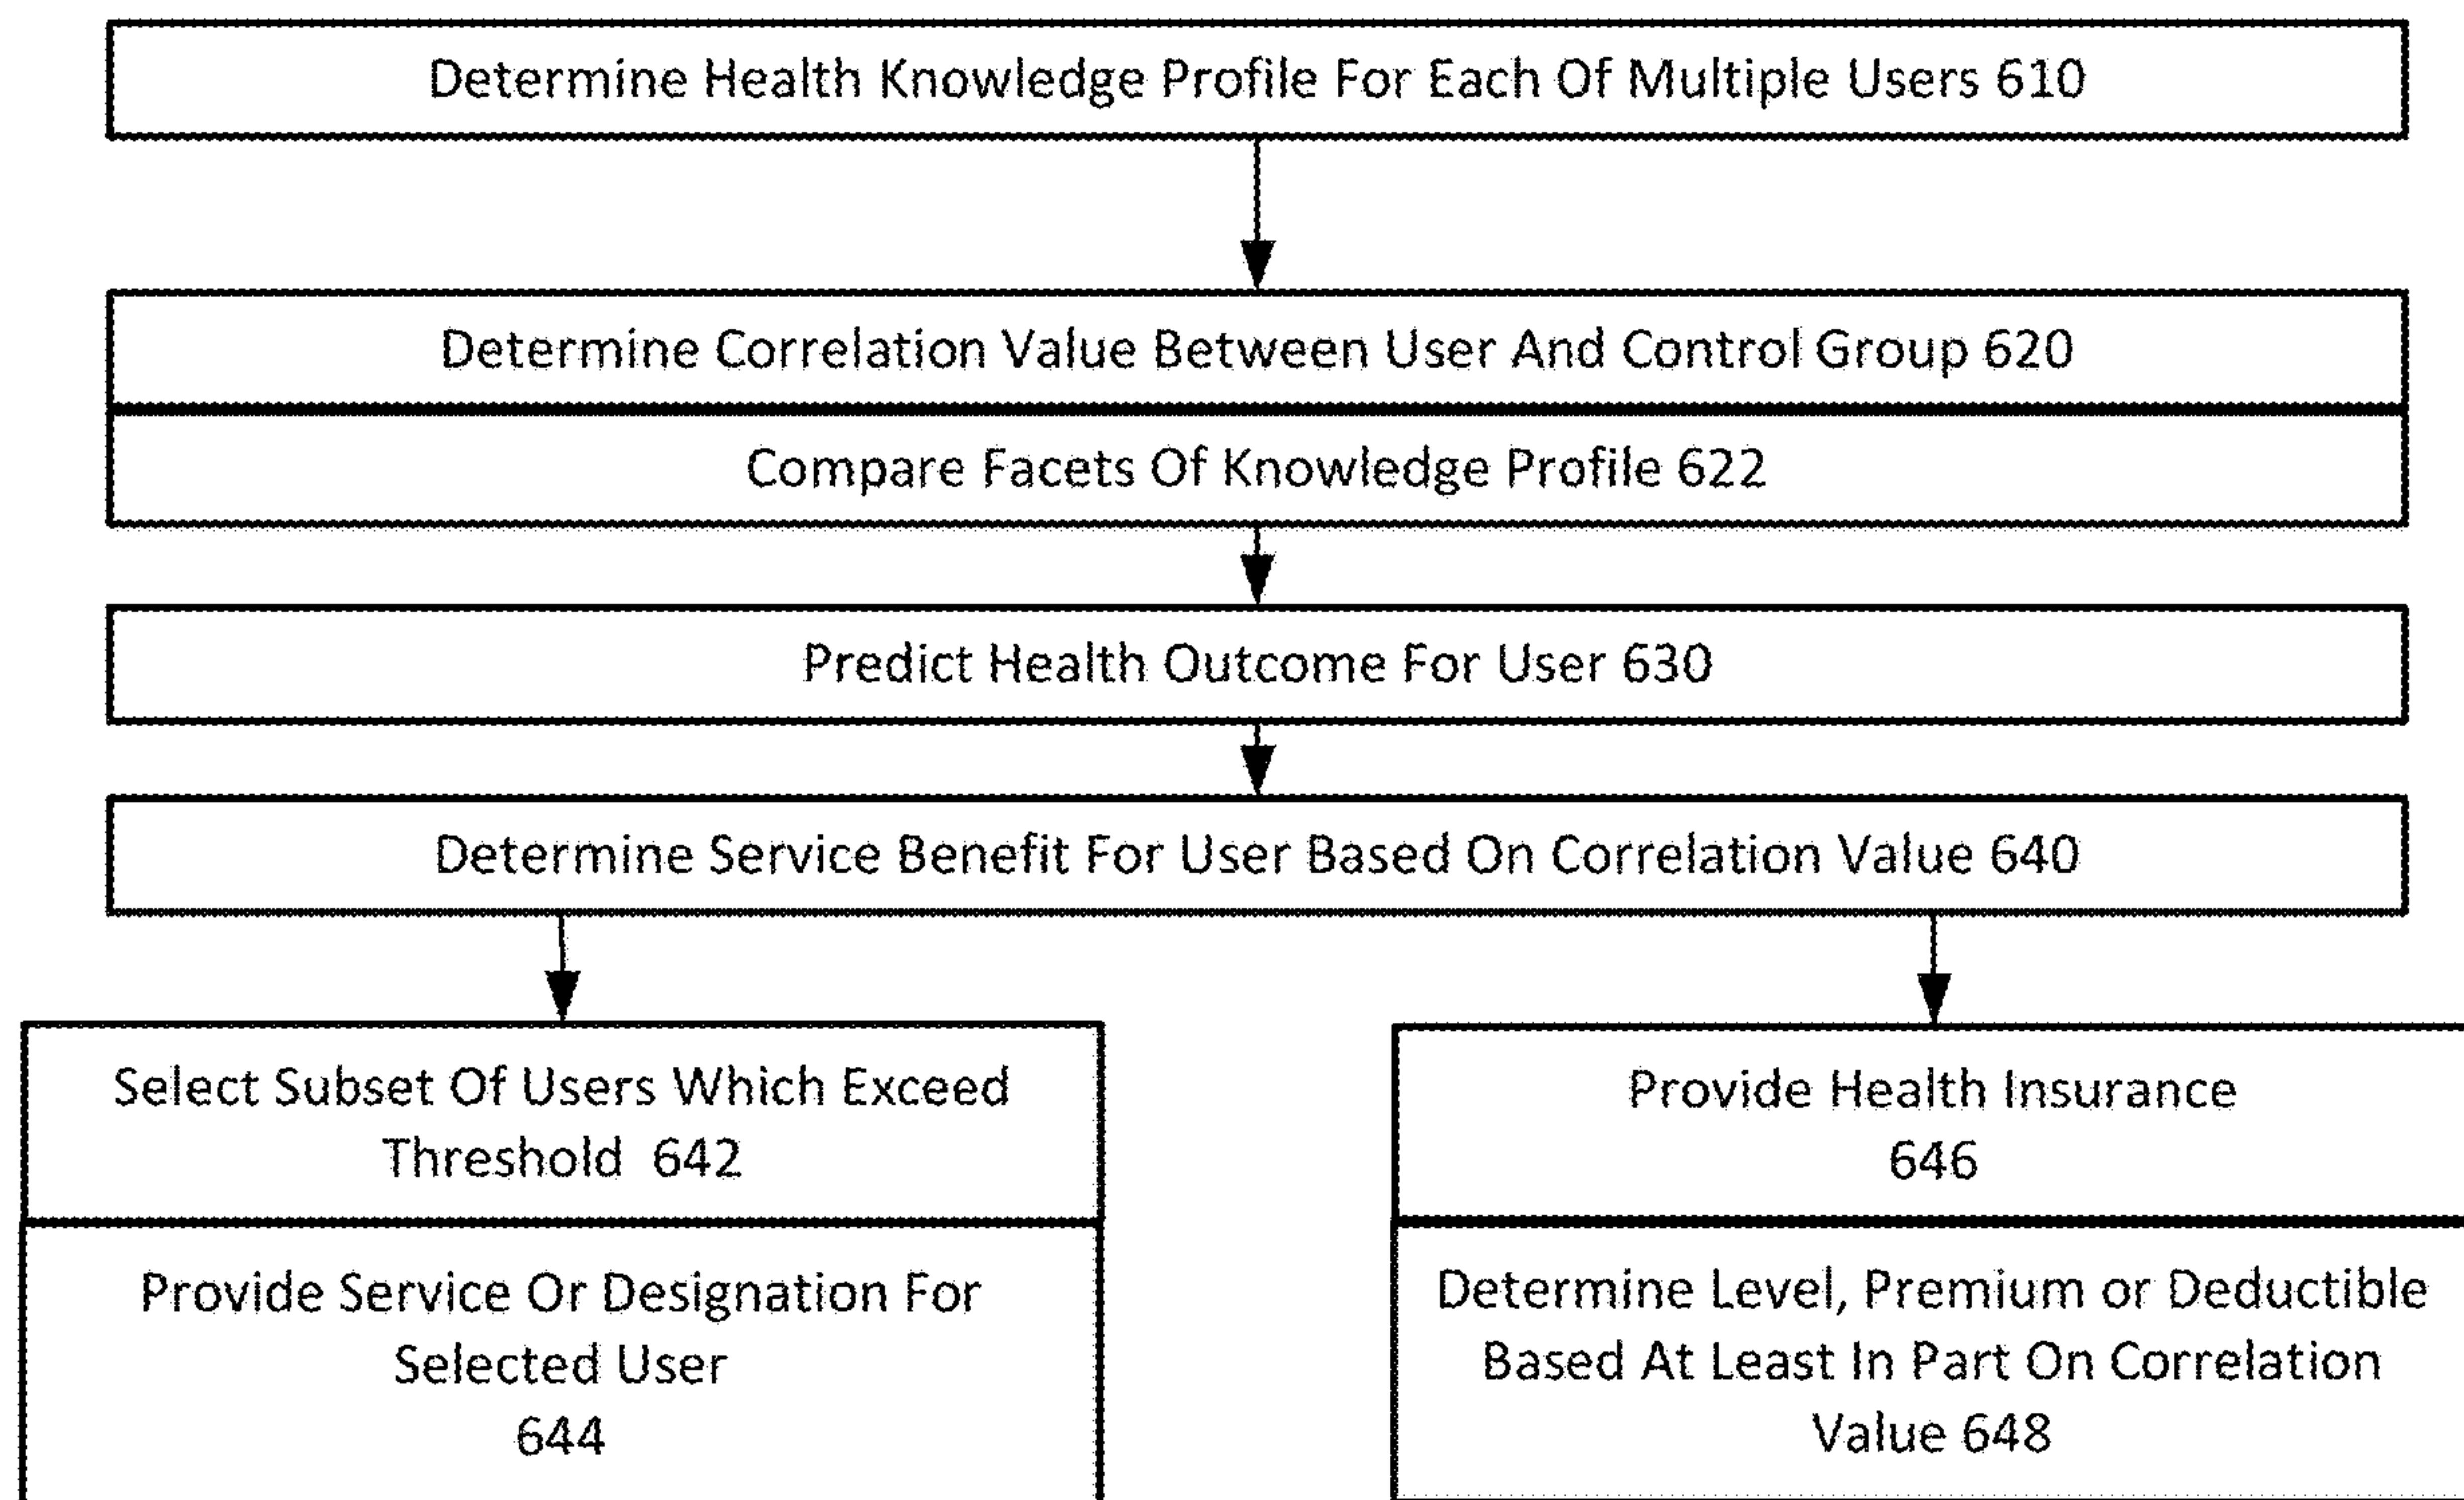 Determine Health Knowledge Profile For Each Of Multiple Users 610
Determine Correlation Value Between User And Control Group 620
Compare Facets Of Knowledge Profile 622
Predict Health Outcome For User 630
Determine Service Benefit For User Based On Correlation Value 640
Select Subset Of Users Which Exceed
Threshold 642
Provide Service Or Designation For
Selected User
644
Provide Health Insurance
646
Determine Level, Premium or Deductible
Based At Least In Part On Correlation
Value 648